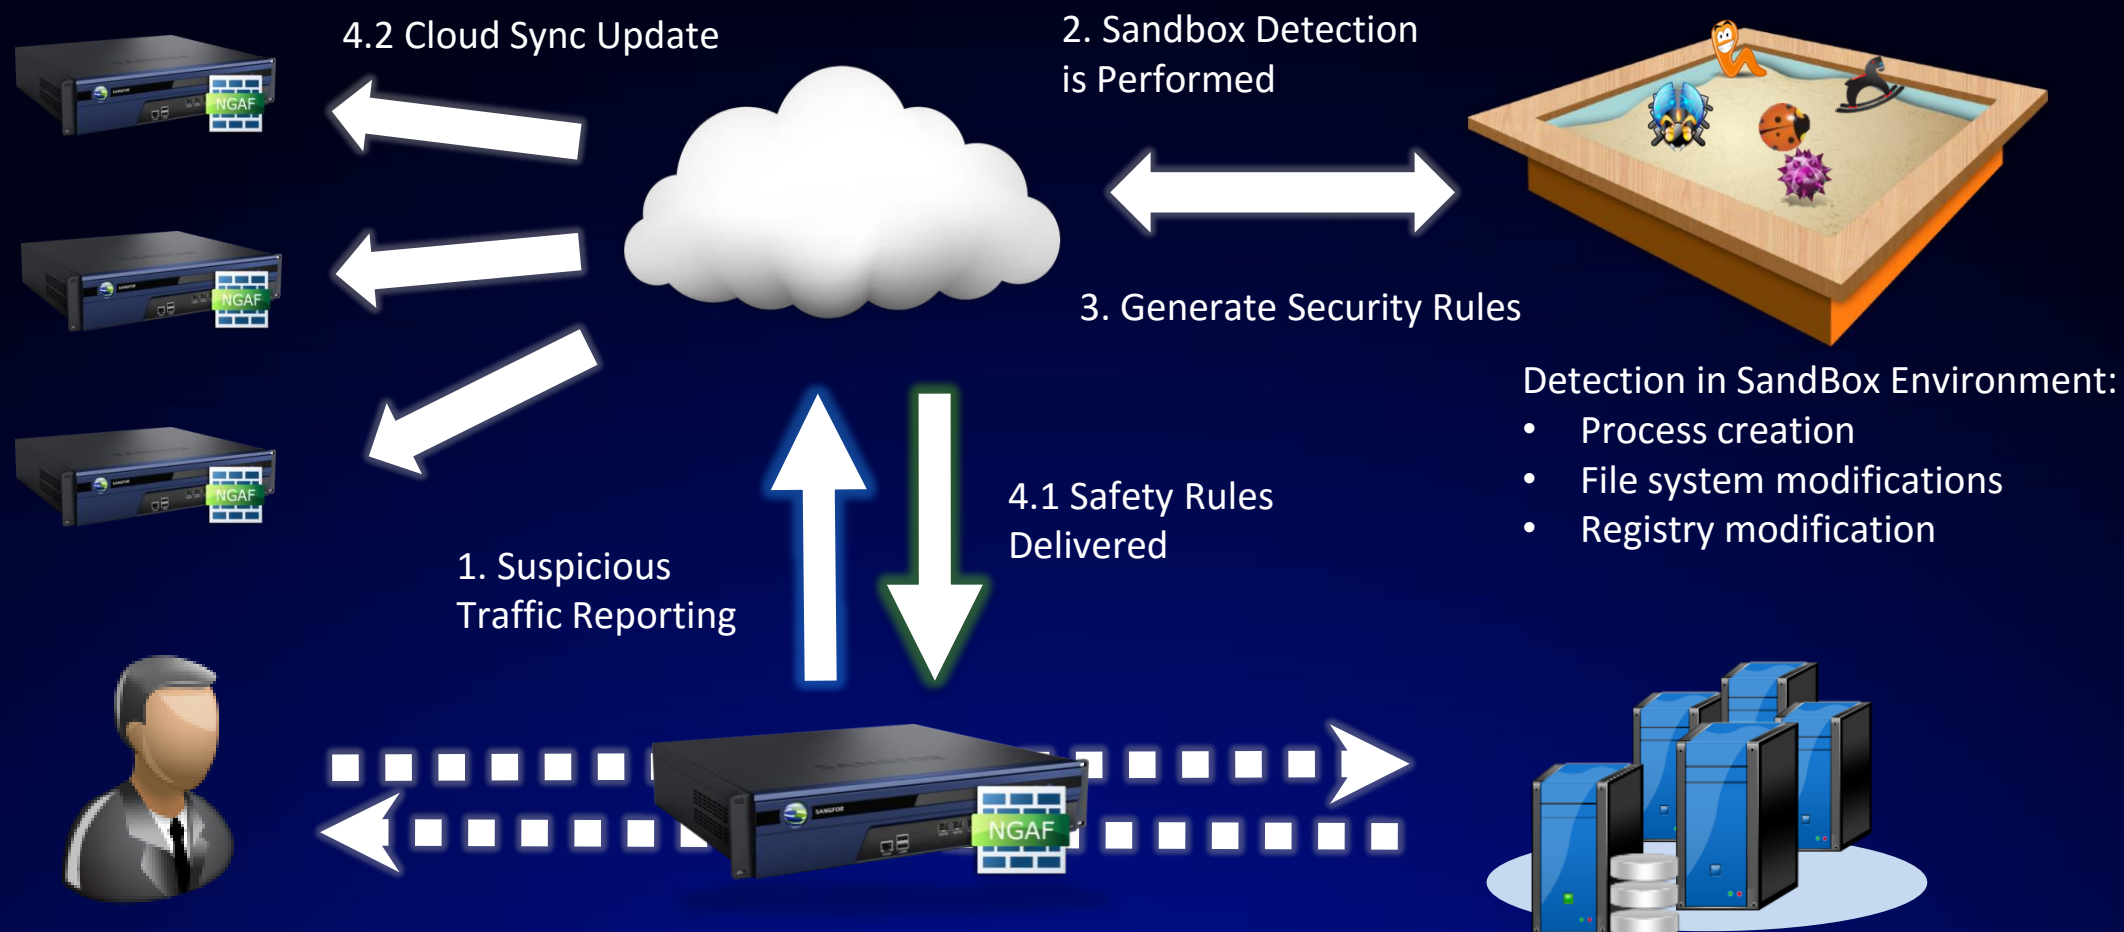 4.2 Cloud Sync Update
2. Sandbox Detection
is Performed
NGAF
NGAF
3. Generate Security Rules
Detection in SandBox Environment:
• Process creation
• File system modifications
• Registry modification
NGAF
4.1 Safety Rules
Delivered
1. Suspicious
Traffic Reporting
SANGFOR
SANGFOR
NGAF